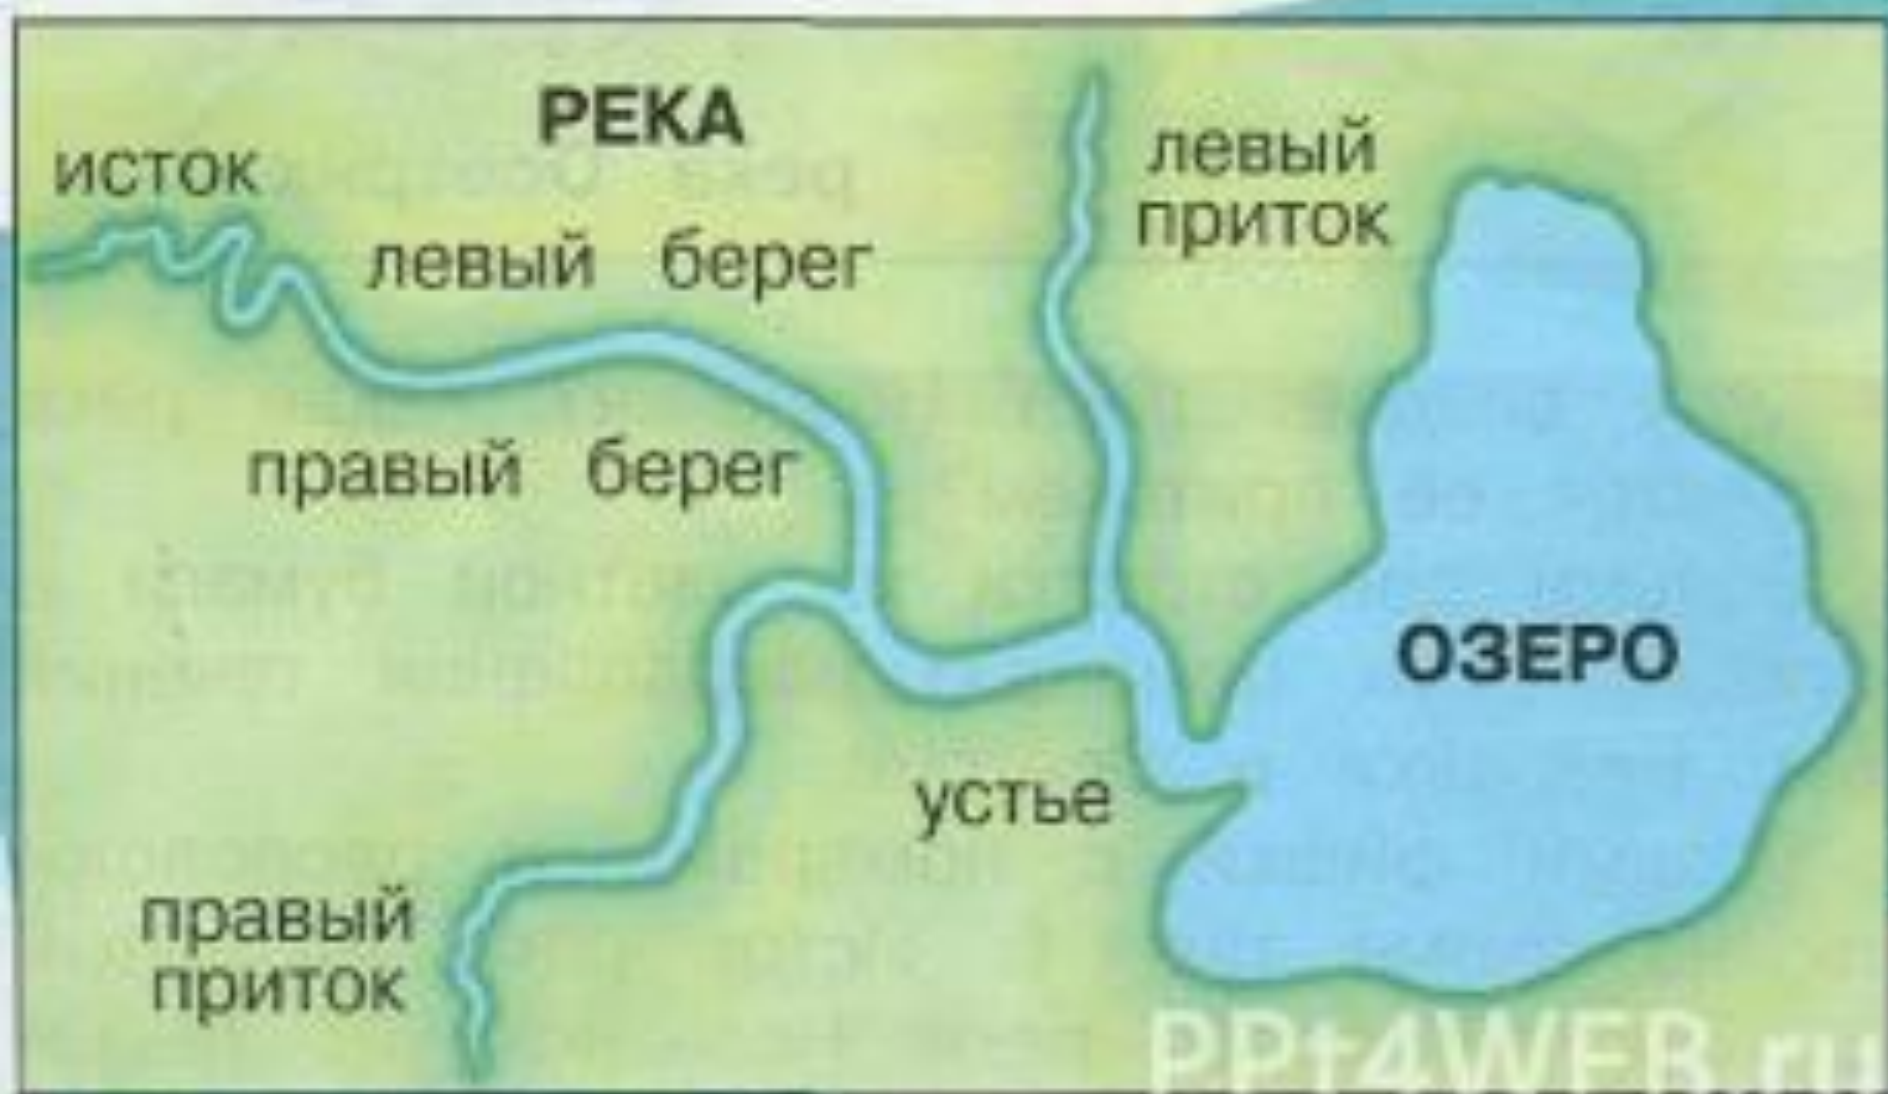 РЕКА
исток
левый берег
левый
приток
правый берег
ОЗЕРО
устье
правый
приток
PPt4WEB.ru